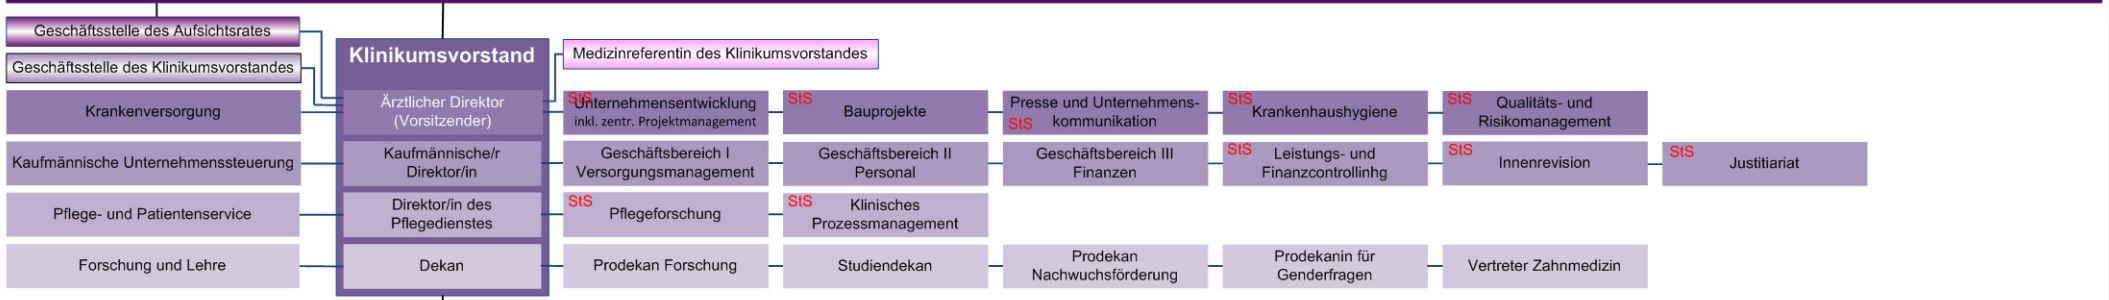 Geschäftsstelle des Aufsichtsrates
Geschäftsstelle des Klinikumsvorstandes
Klinikumsvorstand
Medizinreferentin des Klinikumsvorstandes
Krankenversorgung
Ärztlicher Direktor
(Vorsitzender)
StS
Unternehmensentwicklung
inkl. zentr. Projektmanagement
StS
Bauprojekte
Presse und Unternehmens-
StS kommunikation
StS
Krankenhaushygiene
StS
Qualitäts- und
Risikomanagement
Kaufmännische Unternehmenssteuerung
Kaufmännische/r
Direktor/in
Geschäftsbereich I
Versorgungsmanagement
Geschäftsbereich II
Personal
Geschäftsbereich III
Finanzen
StS
Leistungs- und
Finanzcontrollinhg
StS
Innenrevision
StS
Justitiariat
Pflege- und Patientenservice
Direktor/in des
Pflegedienstes
StS
Pflegeforschung
StS
Klinisches
Prozessmanagement
Forschung und Lehre
Dekan
Prodekan Forschung
Studiendekan
Prodekan
Nachwuchsförderung
Prodekanin für
Genderfragen
Vertreter Zahnmedizin